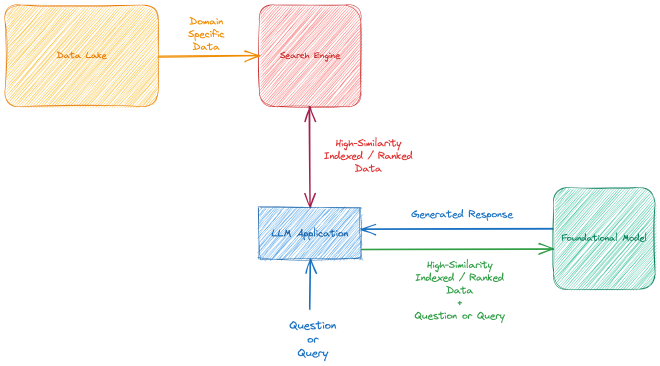 Domain
Specific
Data
Data Lake
Search Engine
High-Similarity
Indexed / Ranked
Data
Generated Response
LLM Application
Foundational Model
High-Similarity
Indexed / Ranked
Data
+
Question or Query
Question
or
Query